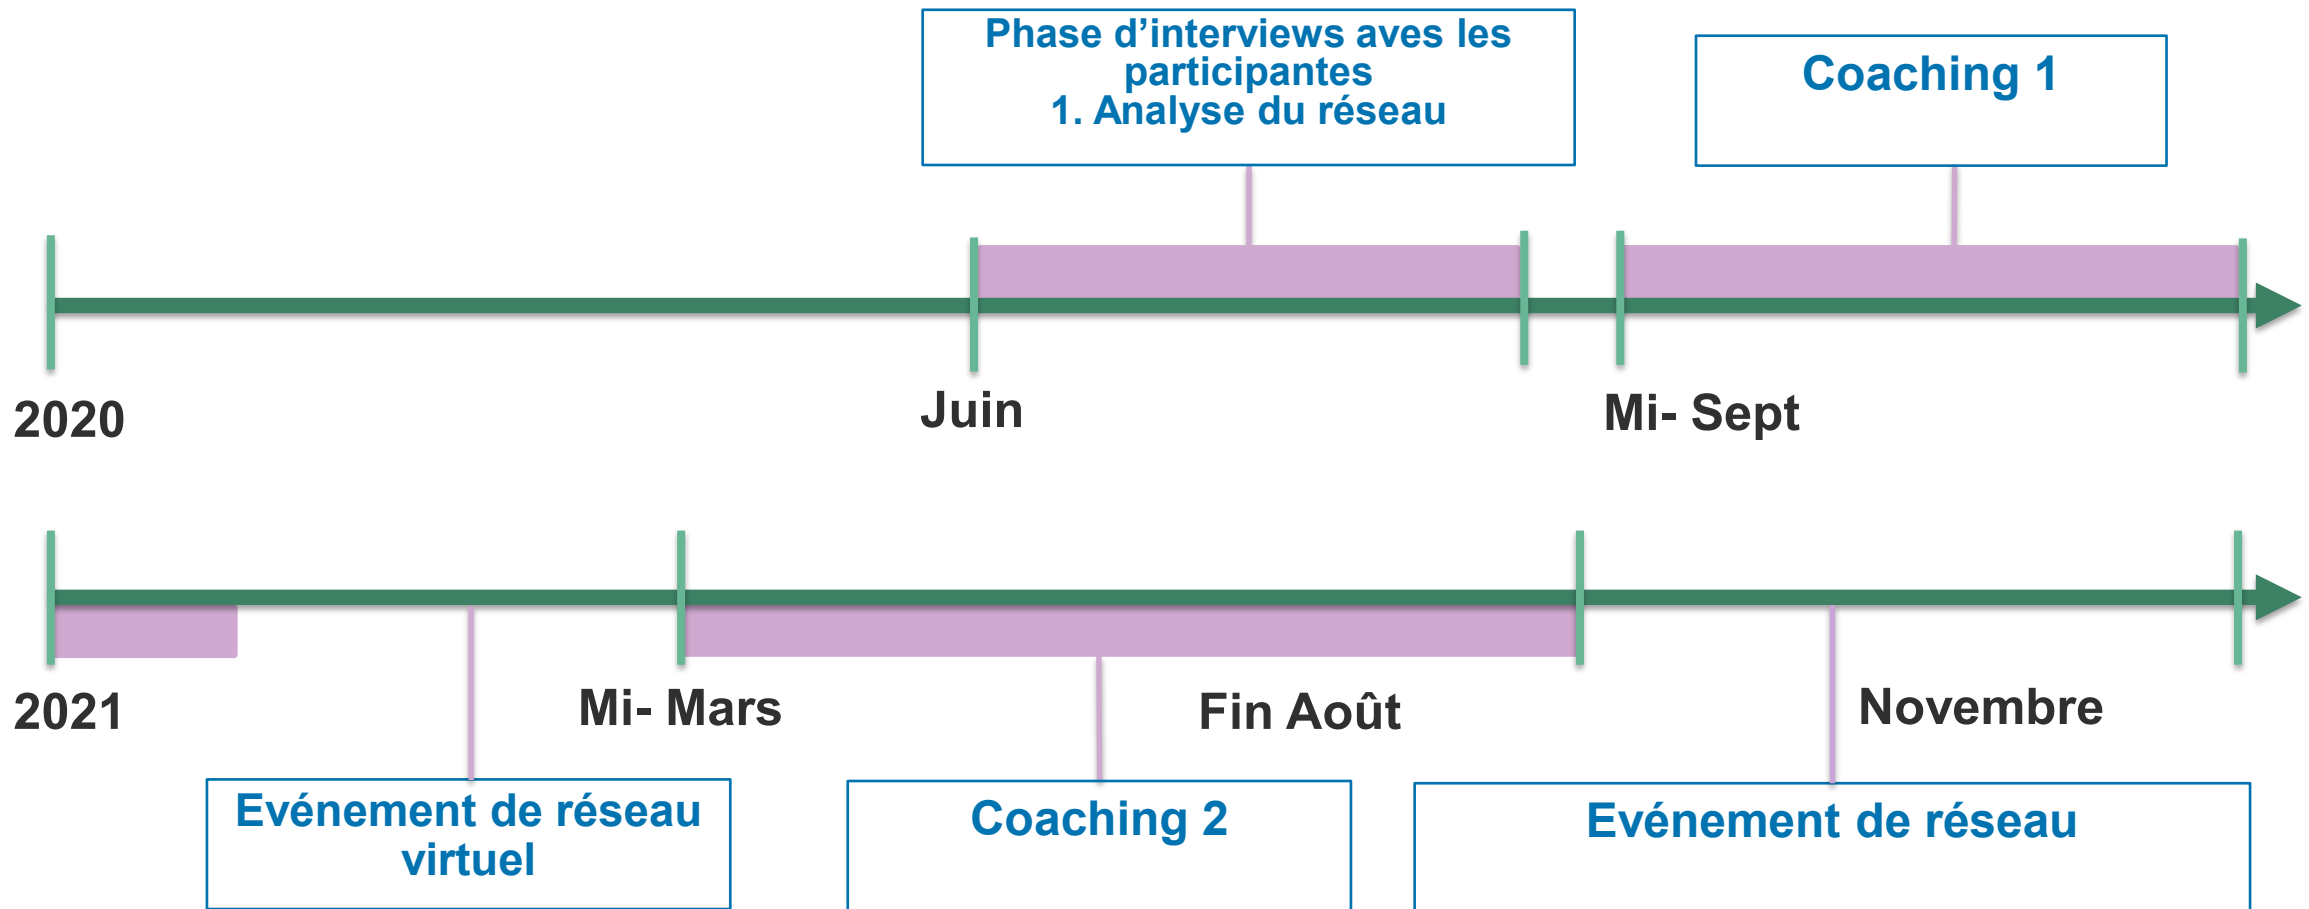 Phase d’interviews aves les
participantes
1. Analyse du réseau
Coaching 1
2020
Juin
Mi- Sept
2021
Mi- Mars
Fin Août
Novembre
Evénement de réseau
virtuel
Coaching 2
Evénement de réseau